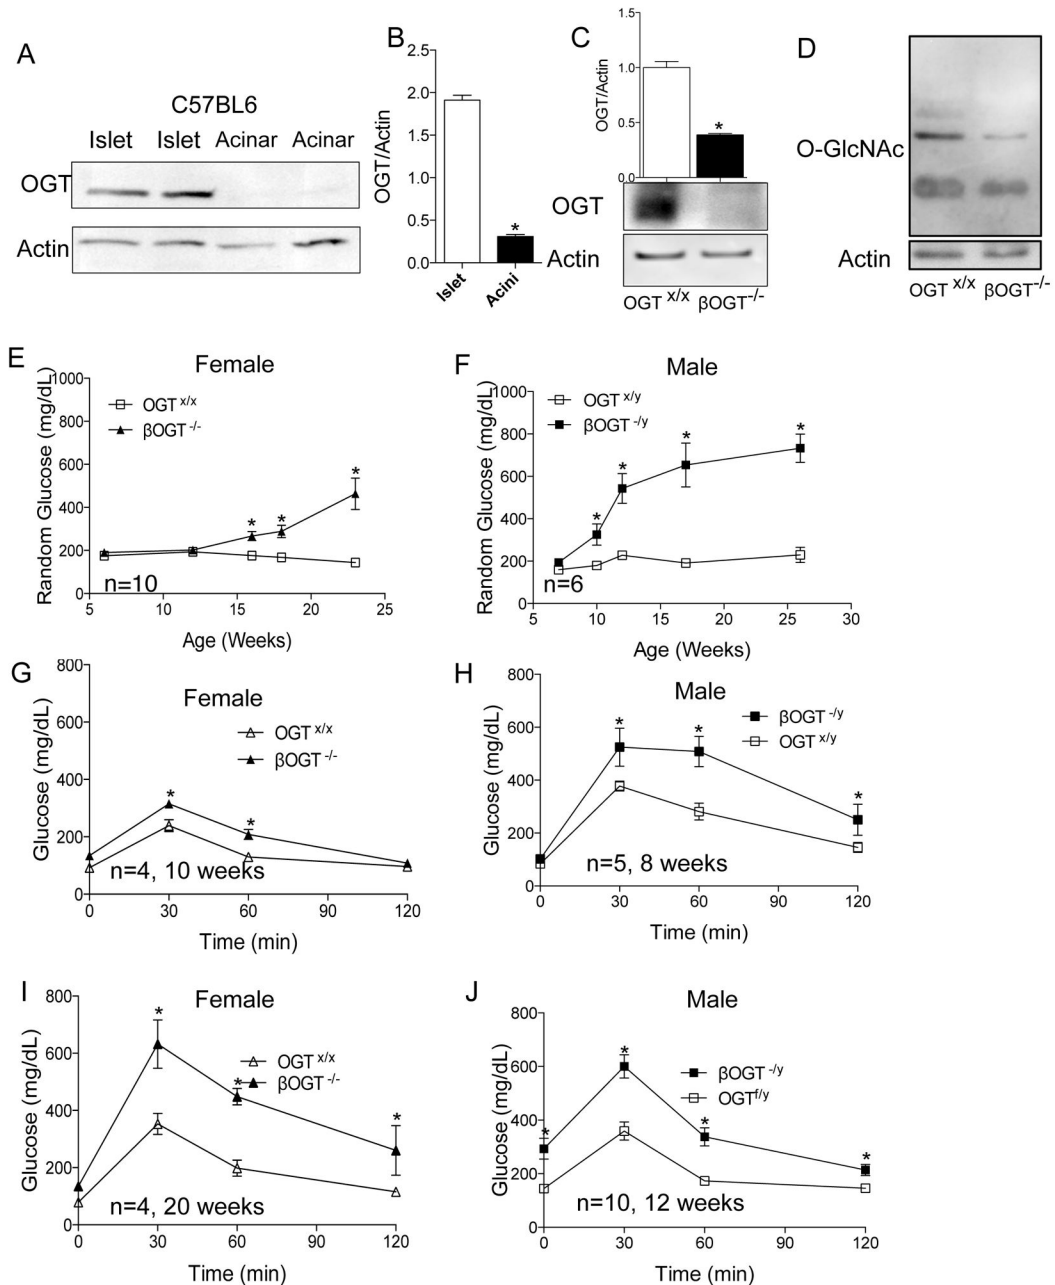 A
C57BL6
Islet Islet Acinar Acinar
OGT
Actin
B
OGT/Actin
2.5
2.0
1.5
1.0
0.5
0.0
Islet
Acini
*
C
OGT/Actin
1.5
1.0
0.5
0.0
*
OGT
Actin
OGT x/x βOGT-/-
D
O-GlcNAc
Actin
OGT x/x βOGT-/-
E
Female
Random Glucose (mg/dL)
1000
800
600
400
200
0
OGT x/x
βOGT -/-
* * *
n=10
5 10 15 20 25
Age (Weeks)
F
Male
Random Glucose (mg/dL)
1000
800
600
400
200
0
OGT x/y
βOGT -/y
* * * *
n=6
5 10 15 20 25 30
Age (Weeks)
G
Female
Glucose (mg/dL)
800
600
400
200
0
OGT x/x
βOGT -/-
* *
n=4, 10 weeks
0 30 60 90 120
Time (min)
H
Male
Glucose (mg/dL)
800
600
400
200
0
βOGT -/y
OGT x/y
* * *
n=5, 8 weeks
0 30 60 90 120
Time (min)
I
Female
Glucose (mg/dL)
800
600
400
200
0
OGT x/x
βOGT -/-
* * *
n=4, 20 weeks
0 30 60 90 120
Time (min)
J
Male
Glucose (mg/dL)
800
600
400
200
0
βOGT -/y
OGT f/y
* * * *
n=10, 12 weeks
0 30 60 90 120
Time (min)